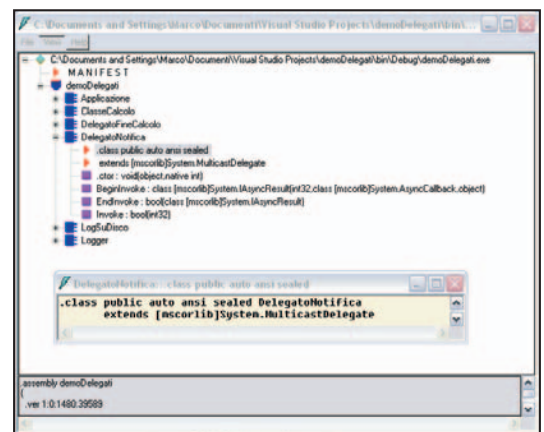 C:\Documents and Settings\Marco\Documenti\Visual Studio Projects\demoDelegati\bin\...
File View Help
C:\Documents and Settings\Marco\Documenti\Visual Studio Projects\demoDelegati\bin\Debug\demoDelegati.exe
MANIFEST
demoDelegati
Applicazione
ClasseCalcolo
DelegatoFineCalcolo
DelegatoNotifica
.class public auto ansi sealed
extends [mscorlib]System.MulticastDelegate
.ctor : void(object,native int)
BeginInvoke : class [mscorlib]System.IAsyncResult(int32,class [mscorlib]System.AsyncCallback,object)
EndInvoke : bool(class [mscorlib]System.IAsyncResult)
Invoke : bool(int32)
LogSuDisco
Logger
DelegatoNotifica::.class public auto ansi sealed
.class public auto ansi sealed DelegatoNotifica
extends [mscorlib]System.MulticastDelegate
.assembly demoDelegati
{
.ver 1:0:1480:39589